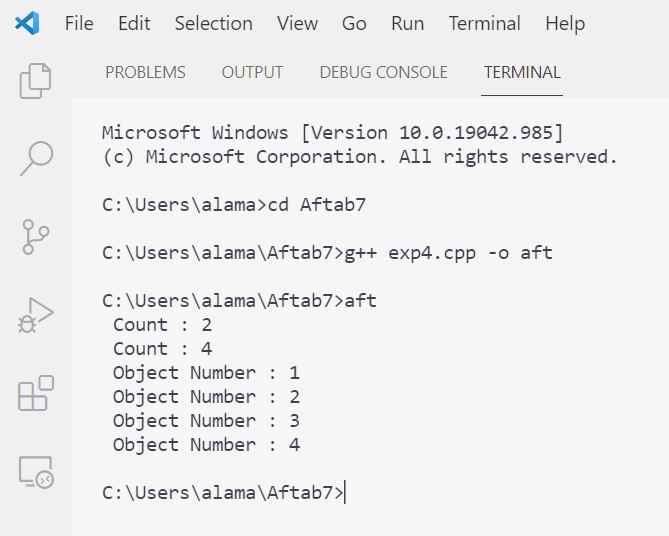 File Edit Selection View Go Run Terminal Help
PROBLEMS OUTPUT DEBUG CONSOLE TERMINAL
Microsoft Windows [Version 10.0.19042.985]
(c) Microsoft Corporation. All rights reserved.
C:\Users\alama>cd Aftab7
C:\Users\alama\Aftab7>g++ exp4.cpp -o aft
C:\Users\alama\Aftab7>aft
Count : 2
Count : 4
Object Number : 1
Object Number : 2
Object Number : 3
Object Number : 4
C:\Users\alama\Aftab7>